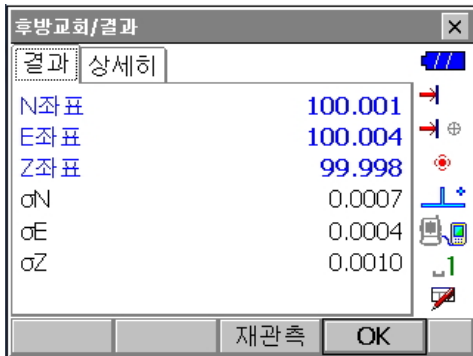 후방교회/결과
결과 상세히
N좌표 100.001
E좌표 100.004
Z좌표 99.998
σN 0.0007
σE 0.0004
σZ 0.0010
1
재관측 OK